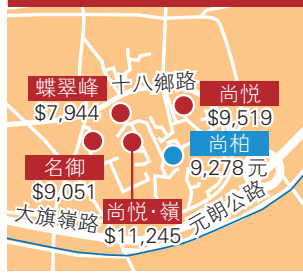 十八鄉路
蝶翠峰
$7,944
尚悅
$9,519
尚柏
9,278元
名御
$9,051
尚悅·嶺
$11,245
大旗嶺路
元朗公路